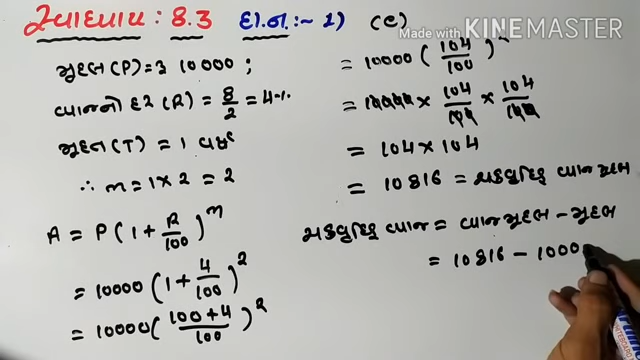 સ્વાધ્યાય : 8.3 દા.ન. :- 1) (e)
મુદ્દલ (P) = ₹ 10000 ;
વ્યાજનો દર (R) = 8/2 = 4%
મુદત (T) = 1 વર્ષ
∴ n = 1 × 2 = 2
A = P(1 + R/100)^n
= 10000 (1 + 4/100)^2
= 10000 (100+4/100)^2
= 10000 (104/100)^2
= 10000 × 104/100 × 104/100
= 104 × 104
= 10816 = ચક્રવૃદ્ધિ વ્યાજ મુદ્દલ
ચક્રવૃદ્ધિ વ્યાજ = વ્યાજમુદ્દલ − મુદ્દલ
= 10816 − 1000
Made with KINEMASTER